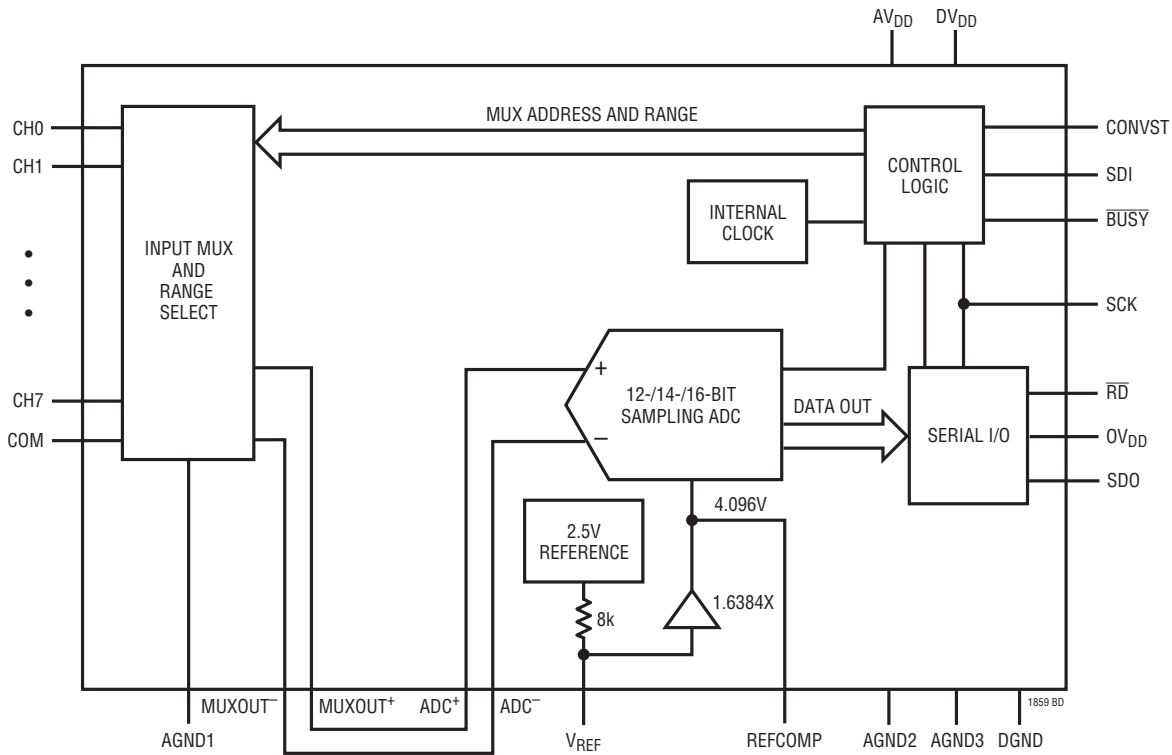 AVDD DVDD
MUX ADDRESS AND RANGE
CH0
CH1
CH7
COM
INPUT MUX
AND
RANGE
SELECT
CONTROL
LOGIC
INTERNAL
CLOCK
CONVST
SDI
BUSY
SCK
RD
OVDD
SDO
+
–
12-/14-/16-BIT
SAMPLING ADC
DATA OUT
SERIAL I/O
4.096V
2.5V
REFERENCE
8k
1.6384X
MUXOUT– MUXOUT+ ADC+ ADC–
1859 BD
AGND1 VREF REFCOMP AGND2 AGND3 DGND